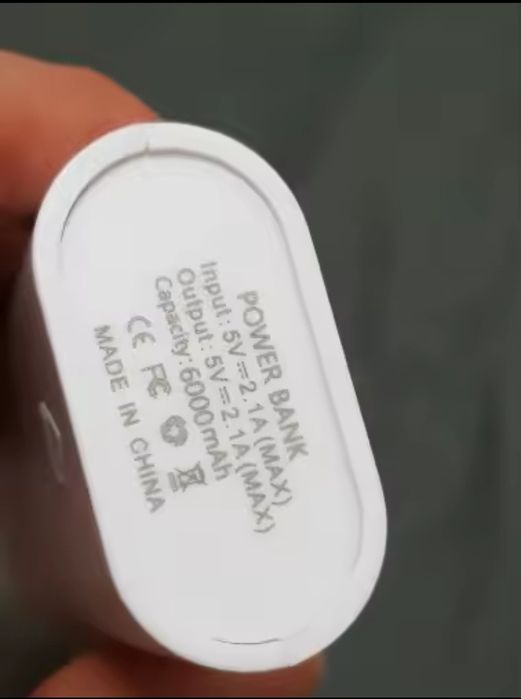 POWER BANK
Input: 5V⎓2.1A (MAX)
Output: 5V⎓2.1A (MAX)
Capacity: 6000mAh
CE FC
MADE IN CHINA